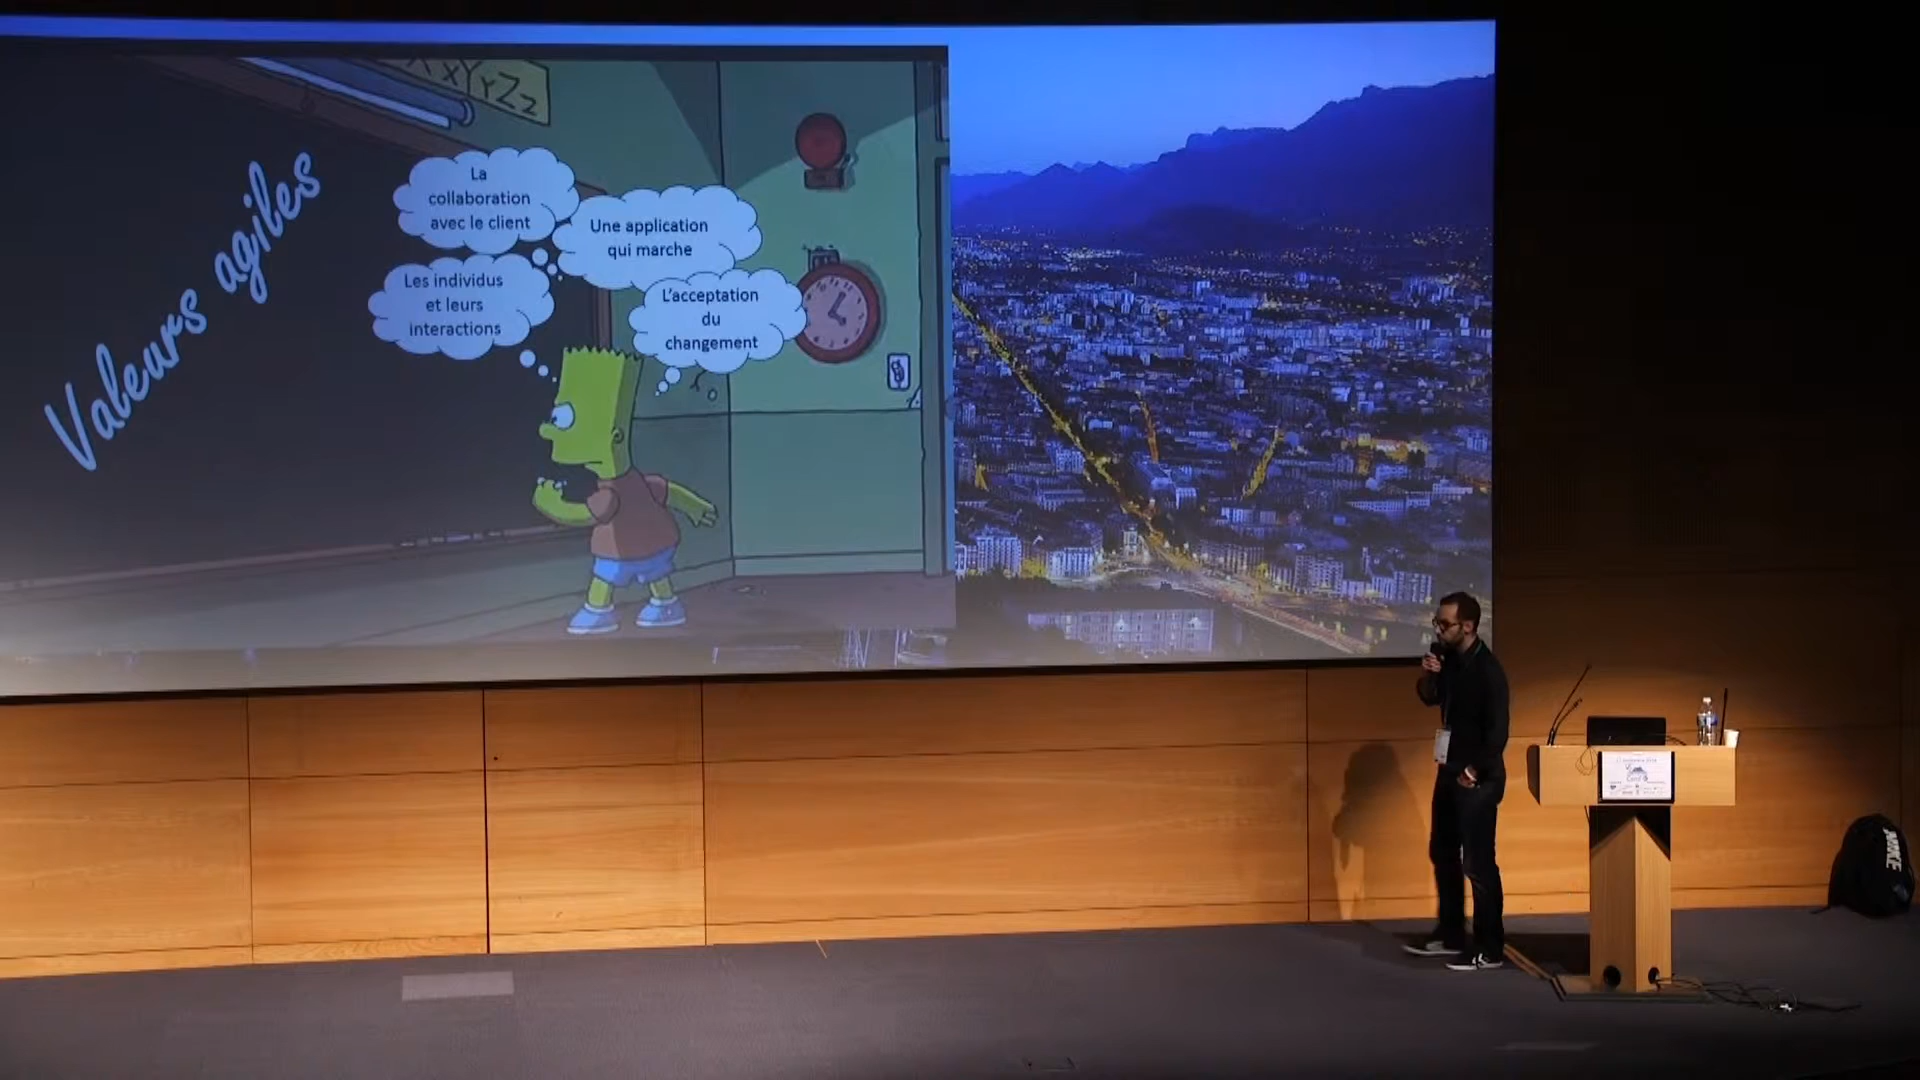 X xYyZz
Valeurs agiles
La
collaboration
avec le client
Une application
qui marche
Les individus
et leurs
interactions
L'acceptation
du
changement
NIKE